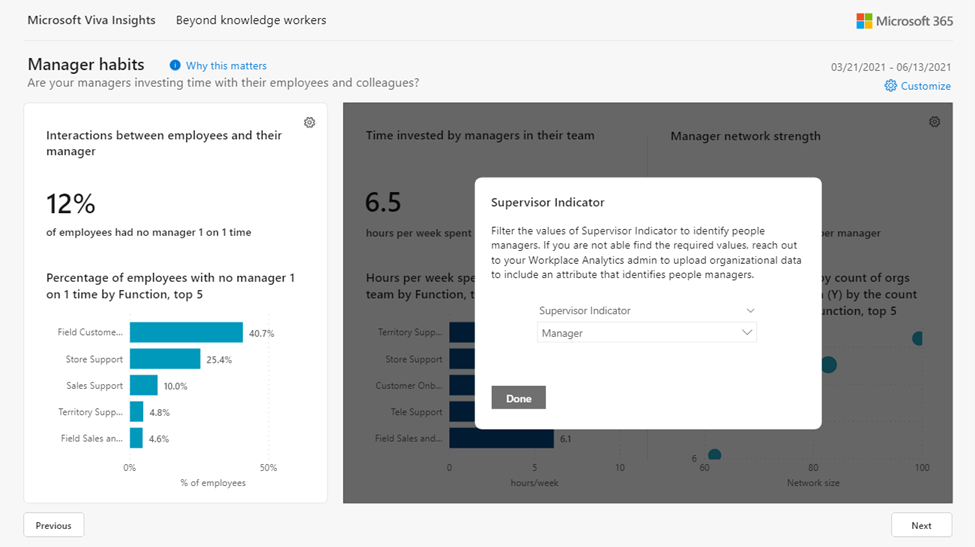 Microsoft Viva Insights
Beyond knowledge workers
Microsoft 365
Manager habits
Why this matters
Are your managers investing time with their employees and colleagues?
03/21/2021 - 06/13/2021
Customize
Interactions between employees and their
manager
12%
of employees had no manager 1 on 1 time
Percentage of employees with no manager 1
on 1 time by Function, top 5
Field Custome...
40.7%
Store Support
25.4%
Sales Support
10.0%
Territory Supp...
4.8%
Field Sales an...
4.6%
0%
50%
% of employees
Time invested by managers in their team
6.5
hours per week spent
Hours per week spe
team by Function, t
Territory Supp...
Store Support
Customer Onb...
Tele Support
Field Sales and...
6.1
0
5
10
hours/week
Manager network strength
er manager
by count of orgs
n (Y) by the count
unction, top 5
6
60
80
100
Network size
Supervisor Indicator
Filter the values of Supervisor Indicator to identify people
managers. If you are not able find the required values, reach out
to your Workplace Analytics admin to upload organizational data
to include an attribute that identifies people managers.
Supervisor Indicator
Manager
Done
Previous
Next